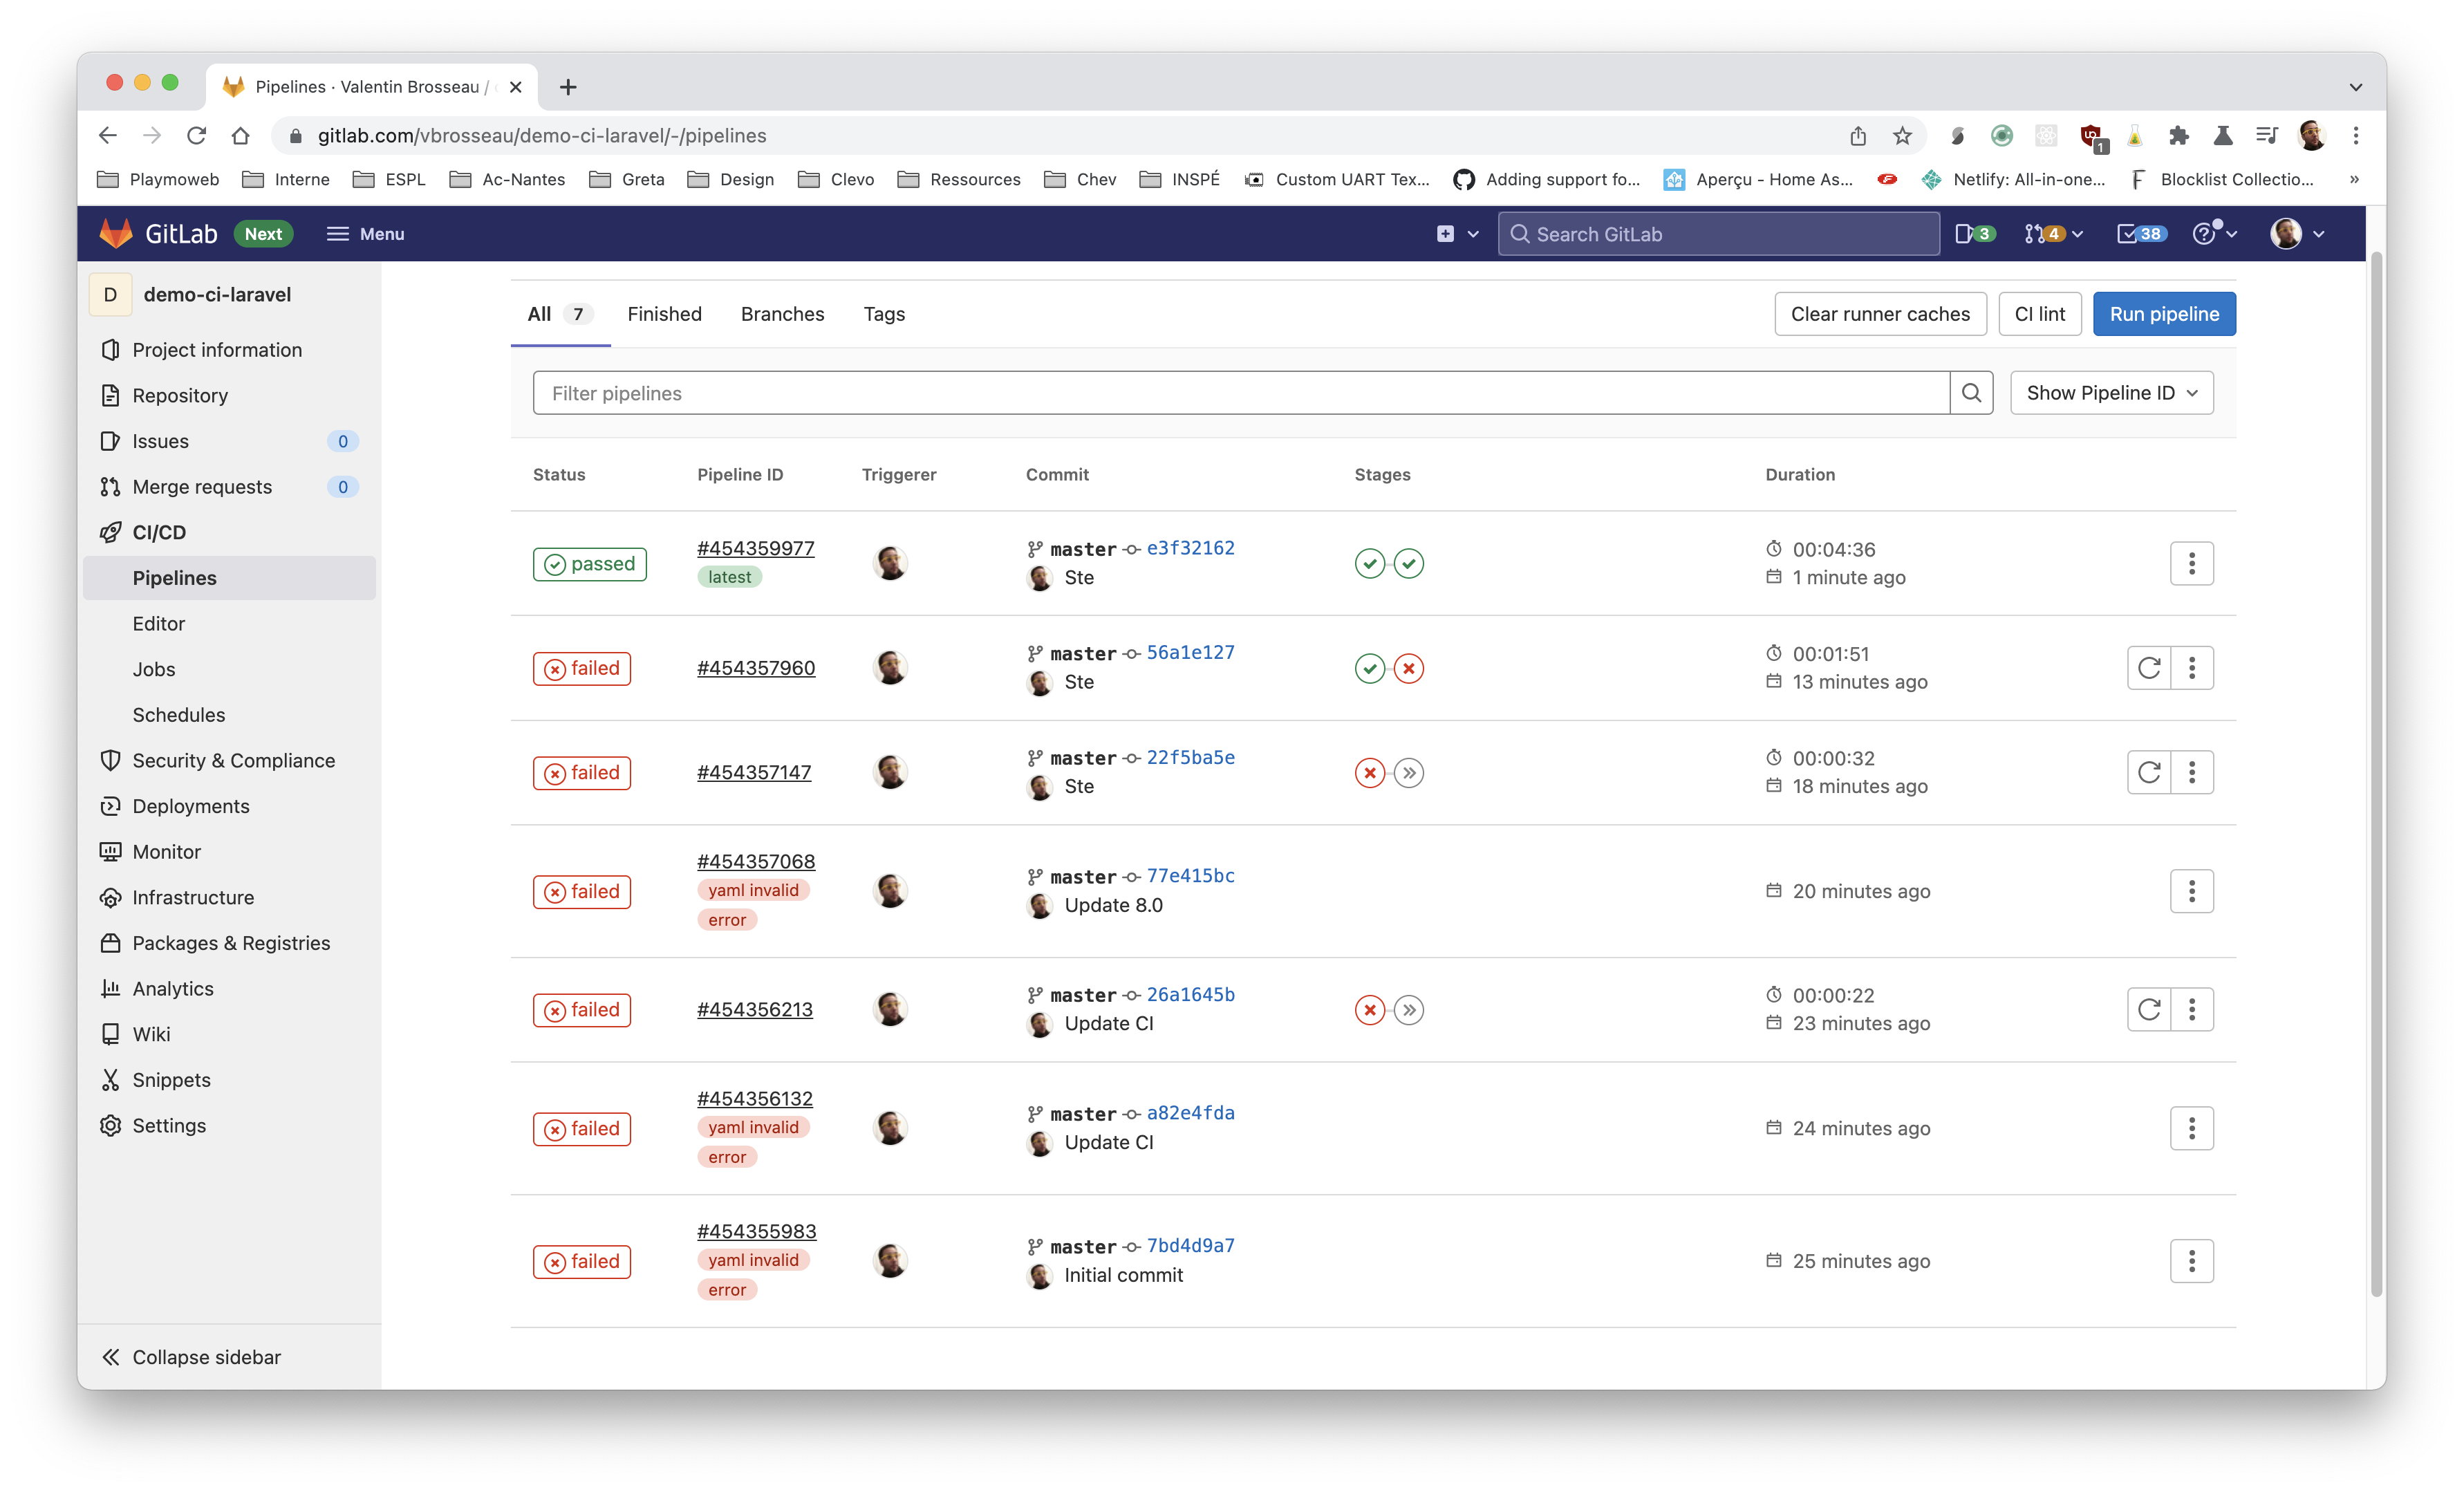 Pipelines · Valentin Brosseau /
gitlab.com/vbrosseau/demo-ci-laravel/-/pipelines
1
Playmoweb Interne ESPL Ac-Nantes Greta Design Clevo Ressources Chev INSPÉ Custom UART Tex... Adding support fo... Aperçu - Home As... Netlify: All-in-one... Blocklist Collectio... »
GitLab Next Menu Search GitLab 3 4 38
D demo-ci-laravel
Project information
Repository
Issues 0
Merge requests 0
CI/CD
Pipelines
Editor
Jobs
Schedules
Security & Compliance
Deployments
Monitor
Infrastructure
Packages & Registries
Analytics
Wiki
Snippets
Settings
Collapse sidebar
All 7 Finished Branches Tags Clear runner caches CI lint Run pipeline
Filter pipelines Show Pipeline ID
Status Pipeline ID Triggerer Commit Stages Duration
passed #454359977 master e3f32162 00:04:36
latest Ste 1 minute ago
failed #454357960 master 56a1e127 00:01:51
Ste 13 minutes ago
failed #454357147 master 22f5ba5e 00:00:32
Ste 18 minutes ago
#454357068
failed yaml invalid master 77e415bc 20 minutes ago
error Update 8.0
failed #454356213 master 26a1645b 00:00:22
Update CI 23 minutes ago
#454356132
failed yaml invalid master a82e4fda 24 minutes ago
error Update CI
#454355983
failed yaml invalid master 7bd4d9a7 25 minutes ago
error Initial commit